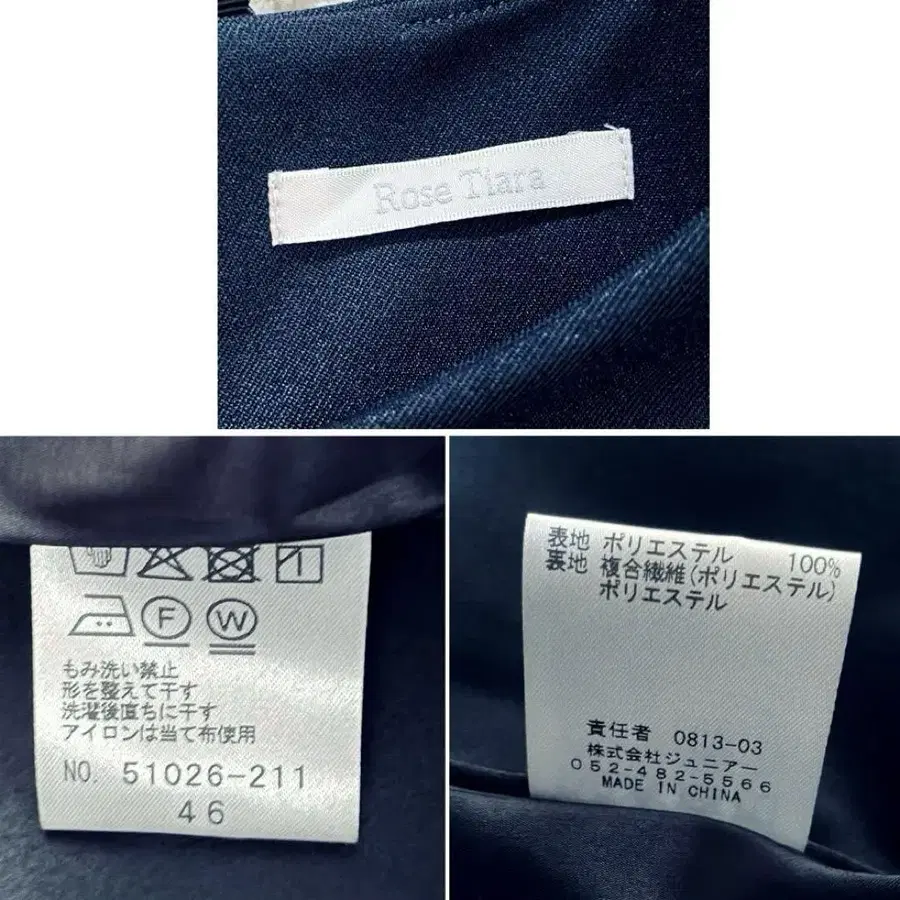 Rose Tiara
F W
もみ洗い禁止
形を整えて干す
洗濯後直ちに干す
アイロンは当て布使用
NO. 51026-211
46
表地 ポリエステル 100%
裏地 複合繊維(ポリエステル)
ポリエステル
責任者 0813-03
株式会社ジュニアー
052-482-5566
MADE IN CHINA